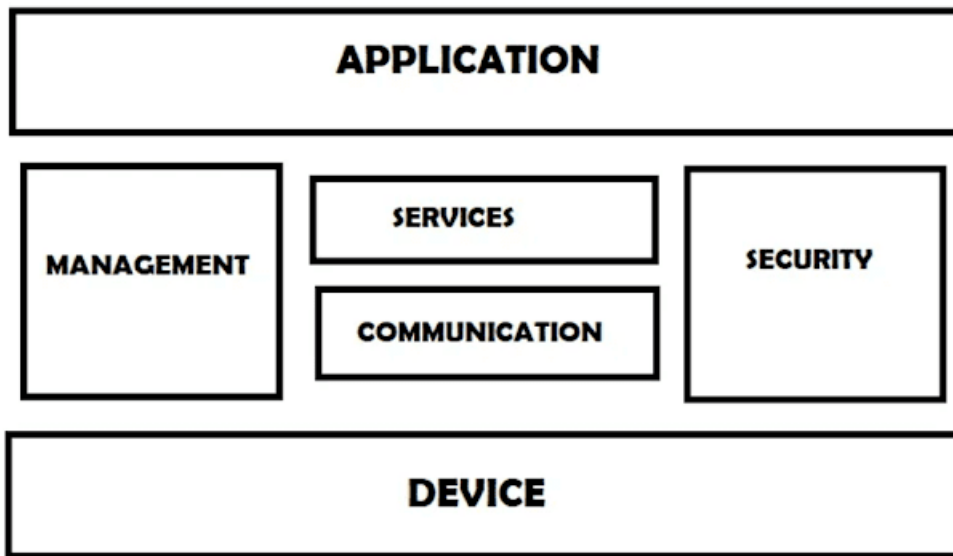 APPLICATION
MANAGEMENT
SERVICES
COMMUNICATION
SECURITY
DEVICE